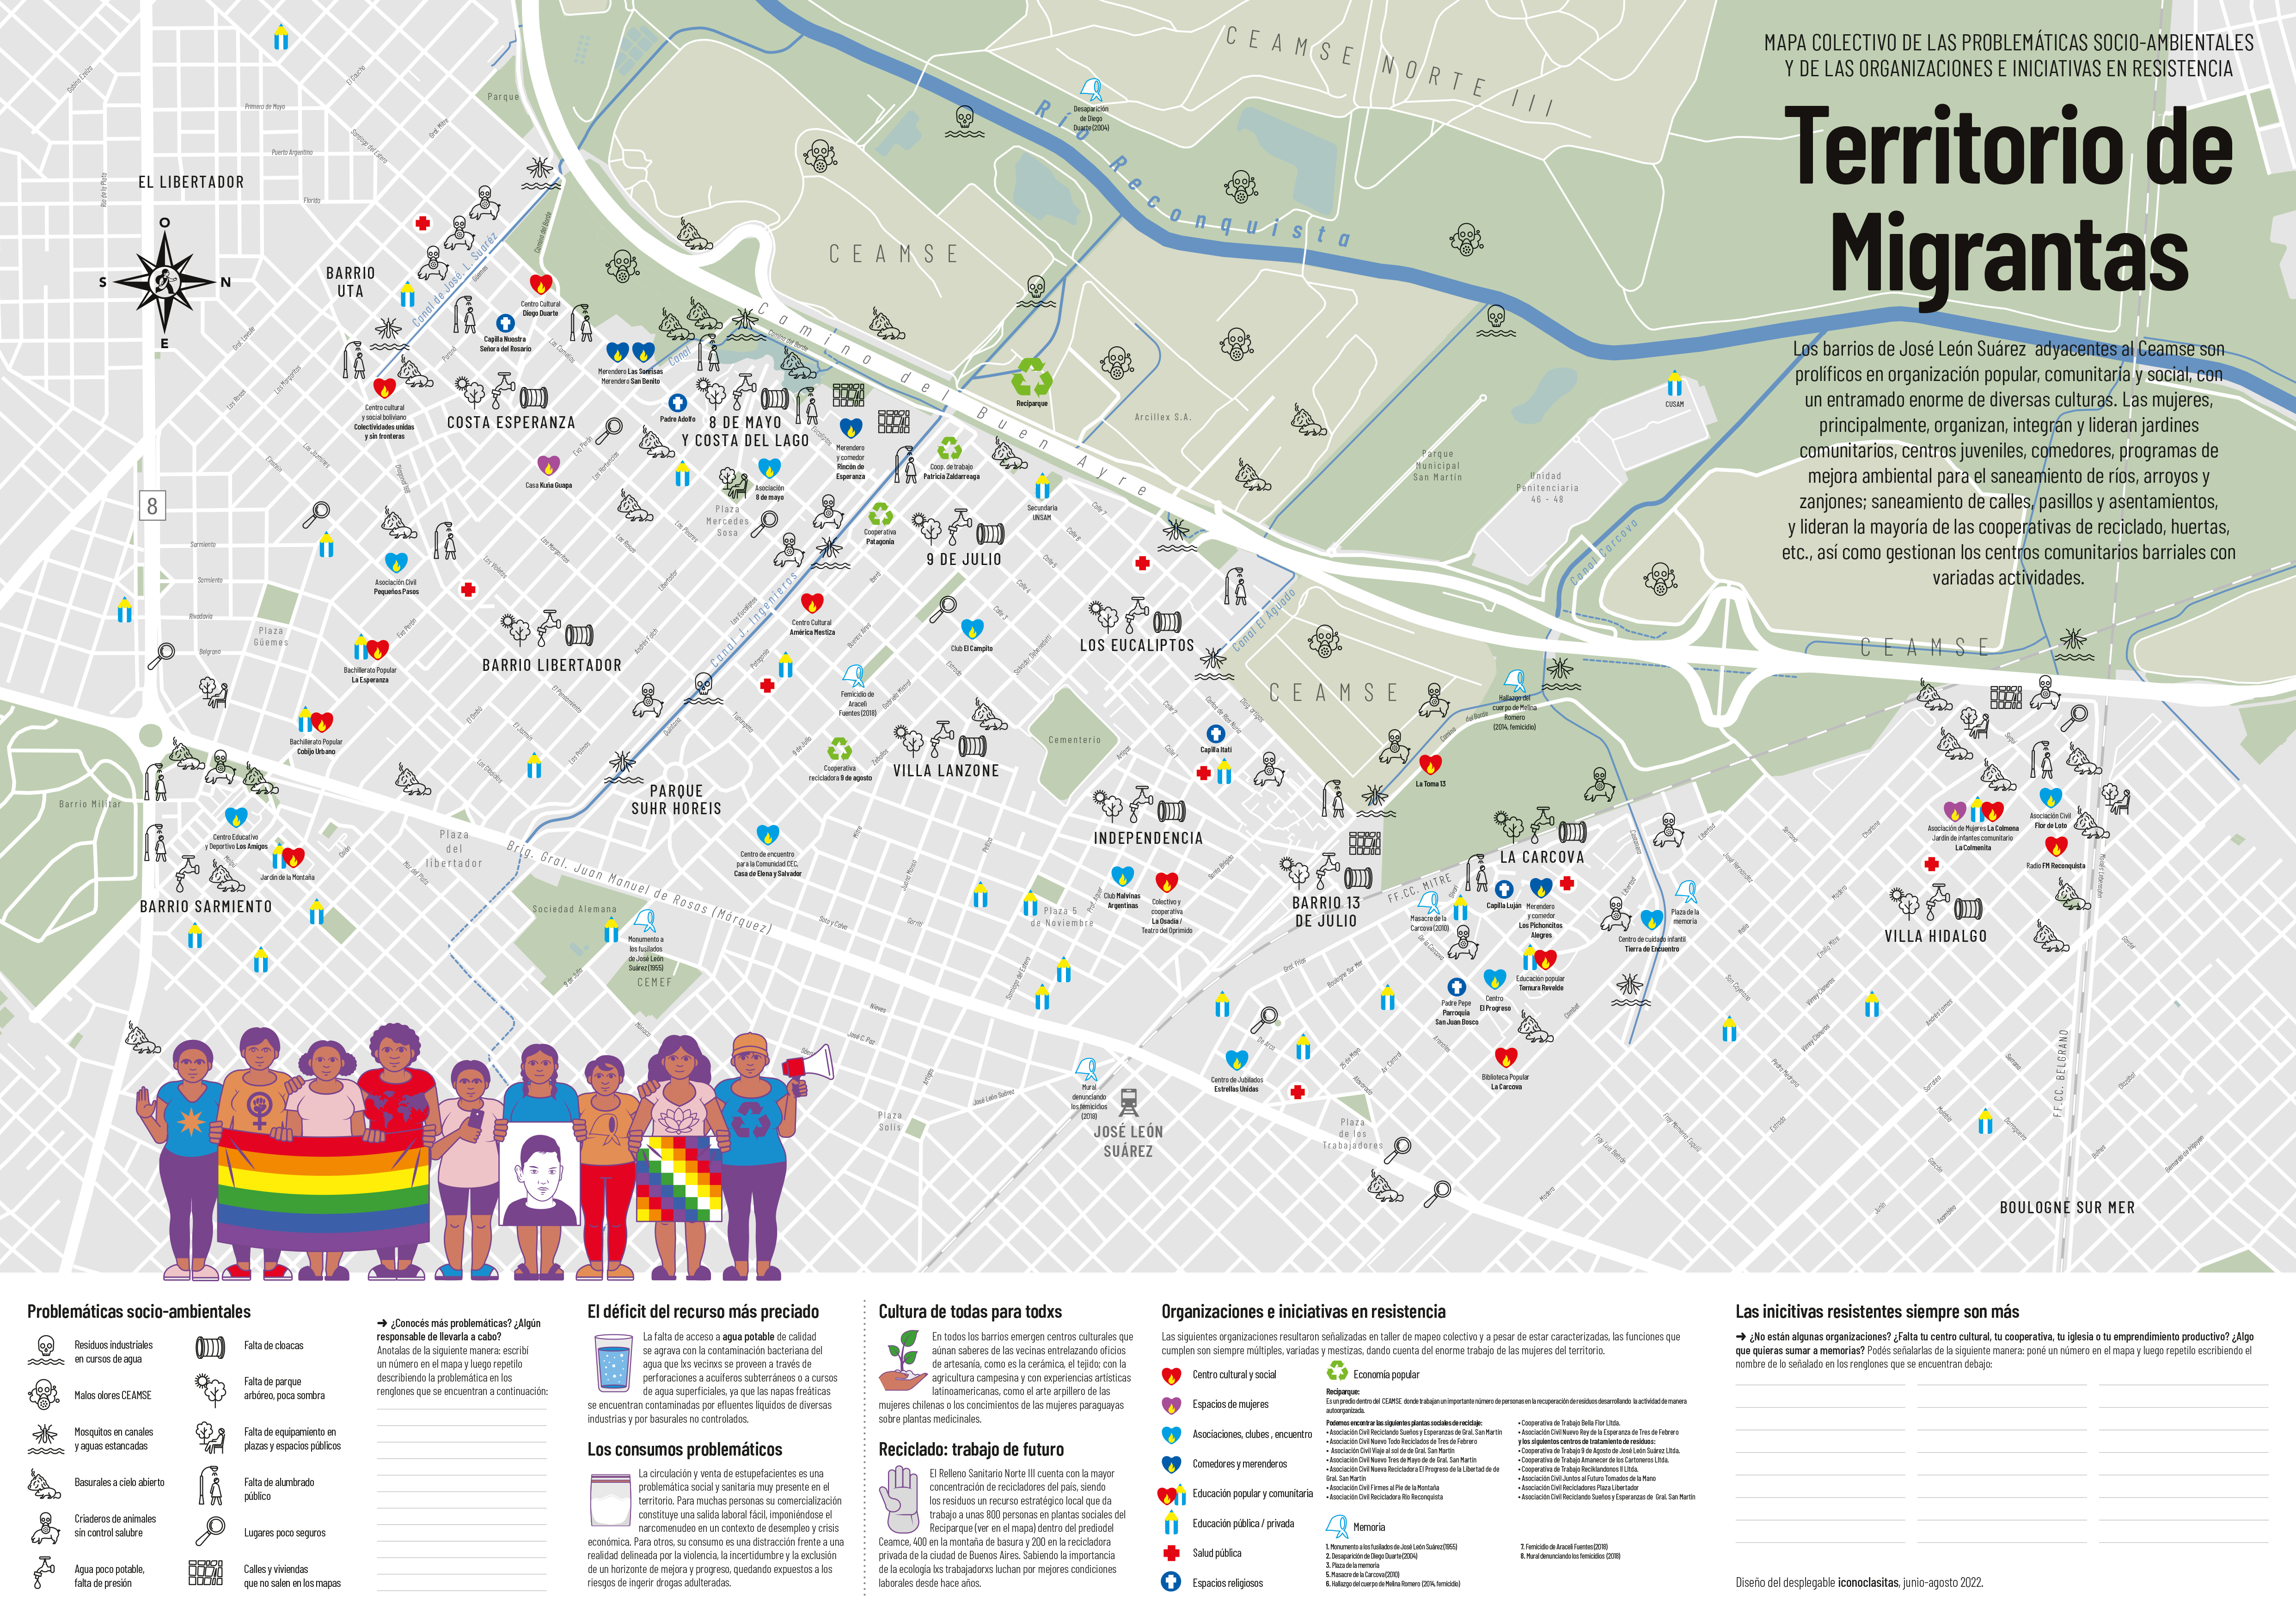 MAPA COLECTIVO DE LAS PROBLEMÁTICAS SOCIO-AMBIENTALES
Y DE LAS ORGANIZACIONES E INICIATIVAS EN RESISTENCIA
Territorio de
Migrantas
Los barrios de José León Suárez adyacentes al Ceamse son
prolíficos en organización popular, comunitaria y social, con
un entramado enorme de diversas culturas. Las mujeres,
principalmente, organizan, integran y lideran jardines
comunitarios, centros juveniles, comedores, programas de
mejora ambiental para el saneamiento de ríos, arroyos y
zanjones; saneamiento de calles, pasillos y asentamientos,
y lideran la mayoría de las cooperativas de reciclado, huertas,
etc., así como gestionan los centros comunitarios barriales con
variadas actividades.
CEAMSE NORTE III
Río Reconquista
Desaparición
de Diego
Duarte (2004)
Parque
EL LIBERTADOR
O
S
N
E
Gral. Mitre
Primera de Mayo
Puerto Argentino
Florida
El Gaucho
CEAMSE
BARRIO
UTA
Canal de José. L. Suárez
Camino del Buen Ayre
Centro Cultural
Diego Duarte
Capilla Nuestra
Señora del Rosario
Merendero Las Sonrisas
Merendero San Benito
Canal
Centro cultural
y social boliviano
Colectividades unidas
y sin fronteras
COSTA ESPERANZA
Padre Adolfo
8 DE MAYO
Y COSTA DEL LAGO
Merendero
y comedor
Rincón de
Esperanza
Reciparque
Arcillex S.A.
CUSAM
Parque
Municipal
San Martín
Unidad
Penitenciaria
46 - 48
Canal Carcova
Coop. de trabajo
Patricia Zaldarreaga
Casa Kuña Guapa
Asociación
8 de mayo
Plaza
Mercedes
Sosa
Secundaria
UNSAM
8
Cooperativa
Patagonia
9 DE JULIO
Asociación Civil
Pequeños Pasos
Sarmiento
Sarmiento
Rivadavia
Belgrano
Plaza
Güemes
Centro Cultural
América Mestiza
Canal J. Ingenieros
Club El Campito
LOS EUCALIPTOS
Canal El Aguado
CEAMSE
BARRIO LIBERTADOR
Bachillerato Popular
La Esperanza
Femicidio de
Araceli
Fuentes (2018)
CEAMSE
Hallazgo del
cuerpo de Melina
Romero
(2014, femicidio)
Bachillerato Popular
Cobijo Urbano
Cementerio
Capilla Itatí
Cooperativa
recicladora 9 de agosto
VILLA LANZONE
PARQUE
SUHR HOREIS
La Toma 13
Barrio Militar
Centro Educativo
y Deportivo Los Amigos
Jardín de la Montaña
Plaza
del
libertador
Brig. Gral. Juan Manuel de Rosas (Márquez)
Centro de encuentro
para la Comunidad CEC,
Casa de Elena y Salvador
INDEPENDENCIA
LA CARCOVA
Asociación de Mujeres La Colmena
Jardín de infantes comunitario
La Colmenita
Asociación Civil
Flor de Loto
Radio FM Reconquista
BARRIO SARMIENTO
Sociedad Alemana
Monumento a
los fusilados
de José León
Suárez (1955)
CEMEF
Plaza 5
de Noviembre
Club Malvinas
Argentinas
Colectivo y
cooperativa
La Osadía /
Teatro del Oprimido
BARRIO 13
DE JULIO
FF.CC. MITRE
Masacre de la
Carcova (2010)
Capilla Luján
Merendero
y comedor
Los Pichoncitos
Alegres
Plaza de la
memoria
Centro de cuidado infantil
Tierra de Encuentro
VILLA HIDALGO
Educación popular
Ternura Revelde
Centro
El Progreso
Padre Pepe
Parroquia
San Juan Bosco
Biblioteca Popular
La Carcova
Centro de Jubilados
Estrellas Unidas
Mural
denunciando
los femicidios
(2018)
JOSÉ LEÓN
SUÁREZ
Plaza
Solís
Plaza
de los
Trabajadores
FF.CC. BELGRANO
BOULOGNE SUR MER
Problemáticas socio-ambientales
Residuos industriales
en cursos de agua
Malos olores CEAMSE
Mosquitos en canales
y aguas estancadas
Basurales a cielo abierto
Criaderos de animales
sin control salubre
Agua poco potable,
falta de presión
Falta de cloacas
Falta de parque
arbóreo, poca sombra
Falta de equipamiento en
plazas y espacios públicos
Falta de alumbrado
público
Lugares poco seguros
Calles y viviendas
que no salen en los mapas
➜ ¿Conocés más problemáticas? ¿Algún
responsable de llevarla a cabo?
Anotalas de la siguiente manera: escribí
un número en el mapa y luego repetilo
describiendo la problemática en los
renglones que se encuentran a continuación:
El déficit del recurso más preciado
La falta de acceso a agua potable de calidad
se agrava con la contaminación bacteriana del
agua que lxs vecinxs se proveen a través de
perforaciones a acuíferos subterráneos o a cursos
de agua superficiales, ya que las napas freáticas
se encuentran contaminadas por efluentes líquidos de diversas
industrias y por basurales no controlados.
Los consumos problemáticos
La circulación y venta de estupefacientes es una
problemática social y sanitaria muy presente en el
territorio. Para muchas personas su comercialización
constituye una salida laboral fácil, imponiéndose el
narcomenudeo en un contexto de desempleo y crisis
económica. Para otros, su consumo es una distracción frente a una
realidad delineada por la violencia, la incertidumbre y la exclusión
de un horizonte de mejora y progreso, quedando expuestos a los
riesgos de ingerir drogas adulteradas.
Cultura de todas para todxs
En todos los barrios emergen centros culturales que
aúnan saberes de las vecinas entrelazando oficios
de artesanía, como es la cerámica, el tejido; con la
agricultura campesina y con experiencias artísticas
latinoamericanas, como el arte arpillero de las
mujeres chilenas o los concimientos de las mujeres paraguayas
sobre plantas medicinales.
Reciclado: trabajo de futuro
El Relleno Sanitario Norte III cuenta con la mayor
concentración de recicladores del país, siendo
los residuos un recurso estratégico local que da
trabajo a unas 800 personas en plantas sociales del
Reciparque (ver en el mapa) dentro del prediodel
Ceamce, 400 en la montaña de basura y 200 en la recicladora
privada de la ciudad de Buenos Aires. Sabiendo la importancia
de la ecología lxs trabajadorxs luchan por mejores condiciones
laborales desde hace años.
Organizaciones e iniciativas en resistencia
Las siguientes organizaciones resultaron señalizadas en taller de mapeo colectivo y a pesar de estar caracterizadas, las funciones que
cumplen son siempre múltiples, variadas y mestizas, dando cuenta del enorme trabajo de las mujeres del territorio.
Centro cultural y social
Espacios de mujeres
Asociaciones, clubes , encuentro
Comedores y merenderos
Educación popular y comunitaria
Educación pública / privada
Salud pública
Espacios religiosos
Economía popular
Reciparque:
Es un predio dentro del CEAMSE donde trabajan un importante número de personas en la recuperación de residuos desarrollando la actividad de manera
autoorganizada.
Podemos encontrar las siguientes plantas sociales de reciclaje:
• Asociación Civil Reciclando Sueños y Esperanzas de Gral. San Martín
• Asociación Civil Nuevo Todo Reciclados de Tres de Febrero
• Asociación Civil Viaje al sol de de Gral. San Martín
• Asociación Civil Nuevo Tres de Mayo de de Gral. San Martín
• Asociación Civil Nueva Recicladora El Progreso de la Libertad de de
Gral. San Martín
• Asociación Civil Firmes al Pie de la Montaña
• Asociación Civil Recicladora Río Reconquista
• Cooperativa de Trabajo Bella Flor Ltda.
• Asociación Civil Nuevo Rey de la Esperanza de Tres de Febrero
y los siguientes centros de tratamiento de residuos:
• Cooperativa de Trabajo 9 de Agosto de José León Suárez Ltda.
• Cooperativa de Trabajo Amanecer de los Cartoneros Ltda.
• Cooperativa de Trabajo Reciklandonos II Ltda.
• Asociación Civil Juntos al Futuro Tomados de la Mano
• Asociación Civil Recicladores Plaza Libertador
• Asociación Civil Reciclando Sueños y Esperanzas de Gral. San Martín
Memoria
1. Monumento a los fusilados de José León Suárez (1955)
2. Desaparición de Diego Duarte (2004)
3. Plaza de la memoria
5. Masacre de la Carcova (2010)
6. Hallazgo del cuerpo de Melina Romero (2014, femicidio)
7. Femicidio de Araceli Fuentes (2018)
8. Mural denunciando los femicidios (2018)
Las inicitivas resistentes siempre son más
➜ ¿No están algunas organizaciones? ¿Falta tu centro cultural, tu cooperativa, tu iglesia o tu emprendimiento productivo? ¿Algo
que quieras sumar a memorias? Podés señalarlas de la siguiente manera: poné un número en el mapa y luego repetilo escribiendo el
nombre de lo señalado en los renglones que se encuentran debajo:
Diseño del desplegable iconoclasitas, junio-agosto 2022.